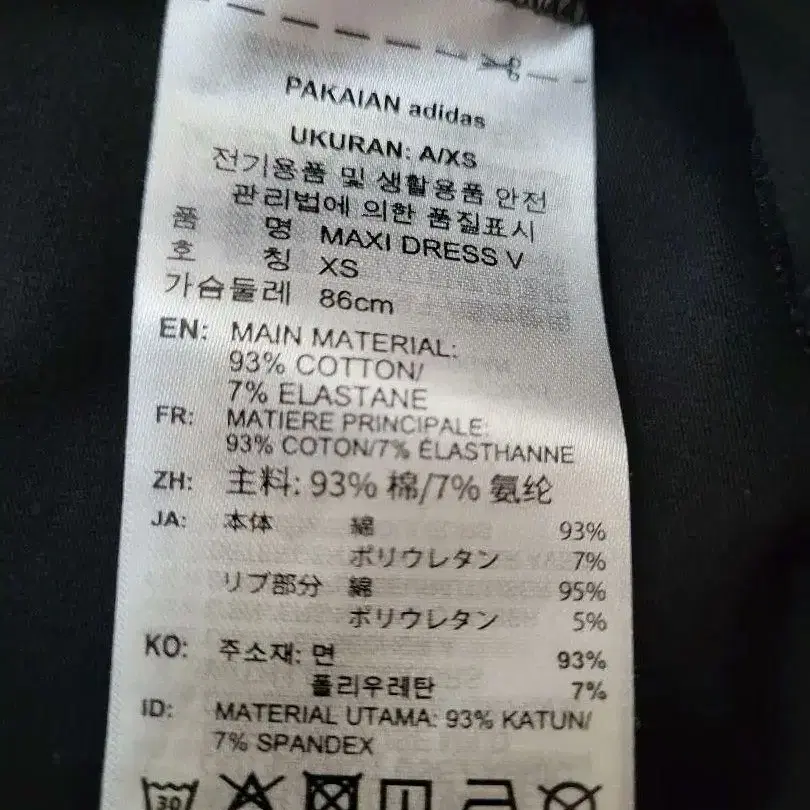 PAKAIAN adidas
UKURAN: A/XS
전기용품 및 생활용품 안전
관리법에 의한 품질표시
품 명 MAXI DRESS V
호 칭 XS
가슴둘레 86cm
EN: MAIN MATERIAL:
93% COTTON/
7% ELASTANE
FR: MATIERE PRINCIPALE:
93% COTON/7% ÉLASTHANNE
ZH: 主料: 93% 棉/7% 氨纶
JA: 本体 綿 93%
ポリウレタン 7%
リブ部分 綿 95%
ポリウレタン 5%
KO: 주소재: 면 93%
폴리우레탄 7%
ID: MATERIAL UTAMA: 93% KATUN/
7% SPANDEX
30